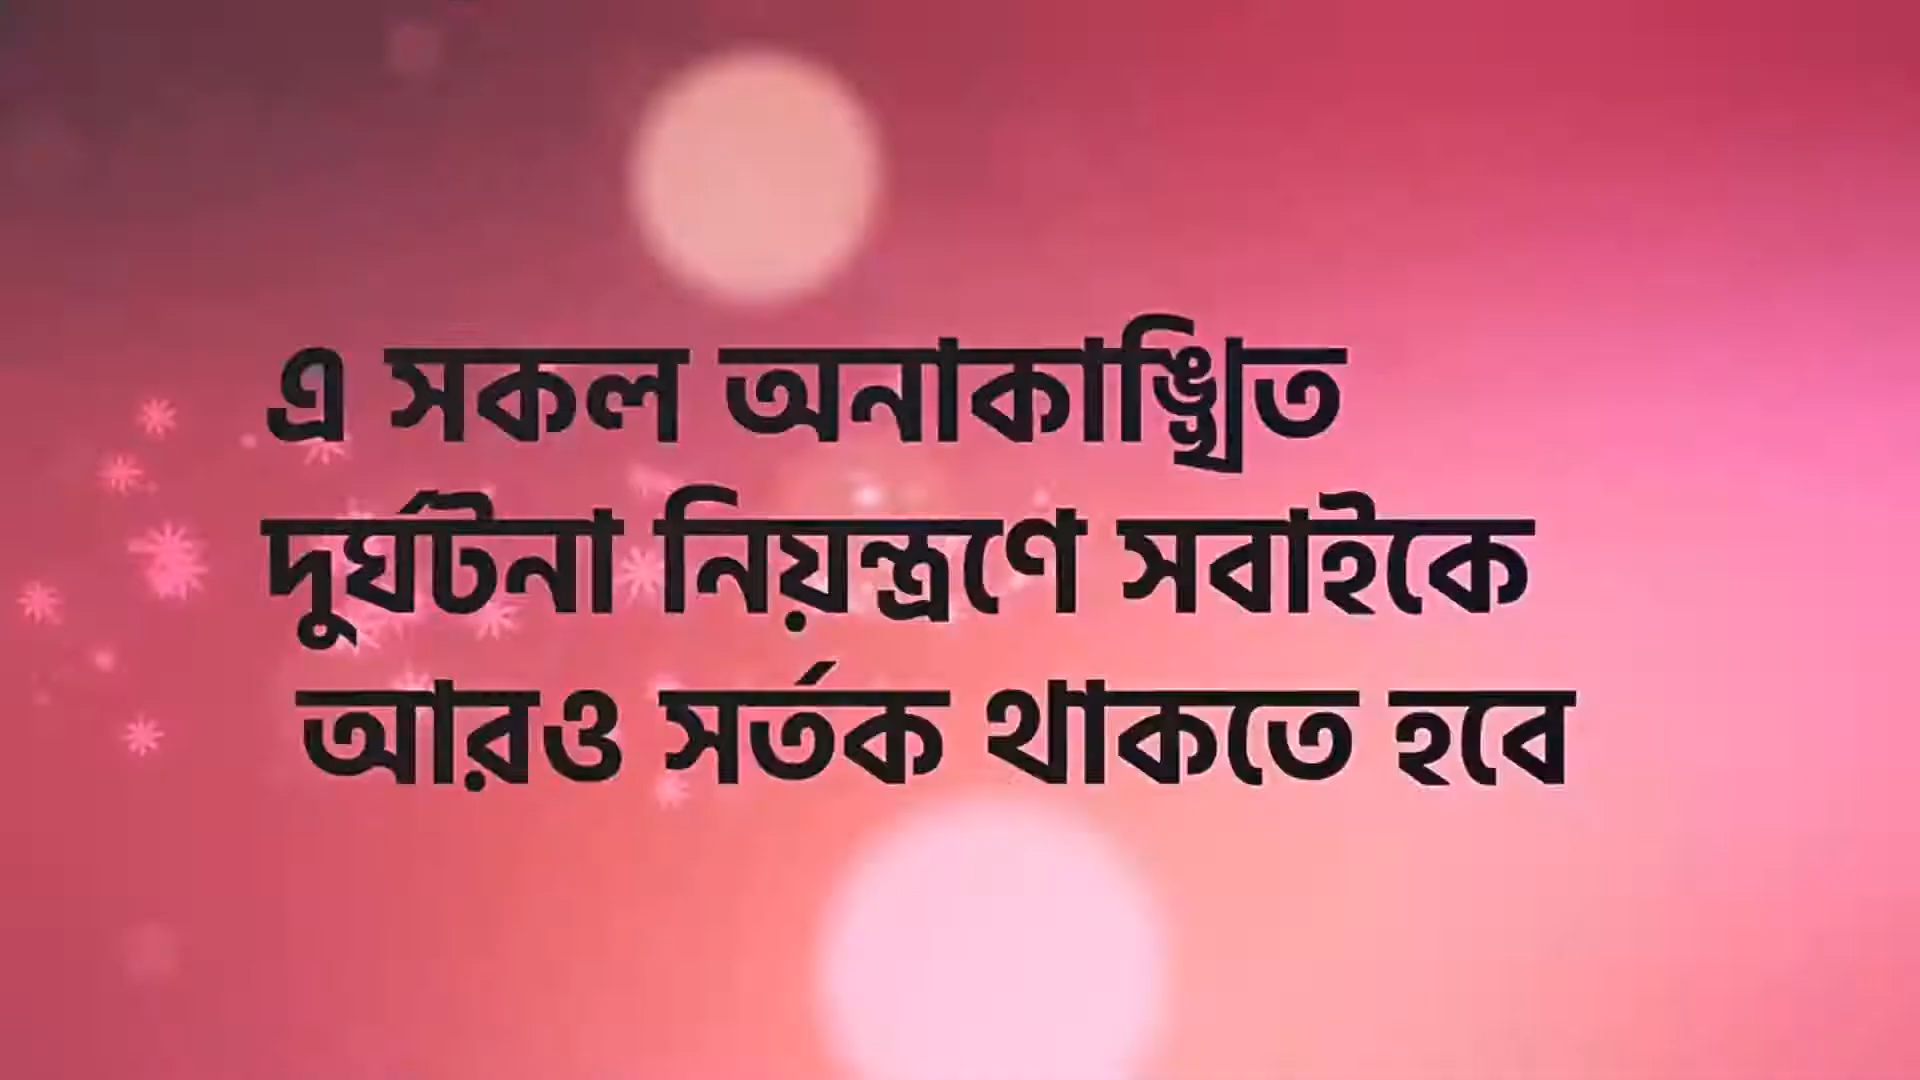 এ সকল অনাকাঙ্খিত
দুর্ঘটনা নিয়ন্ত্রণে সবাইকে
আরও সর্তক থাকতে হবে